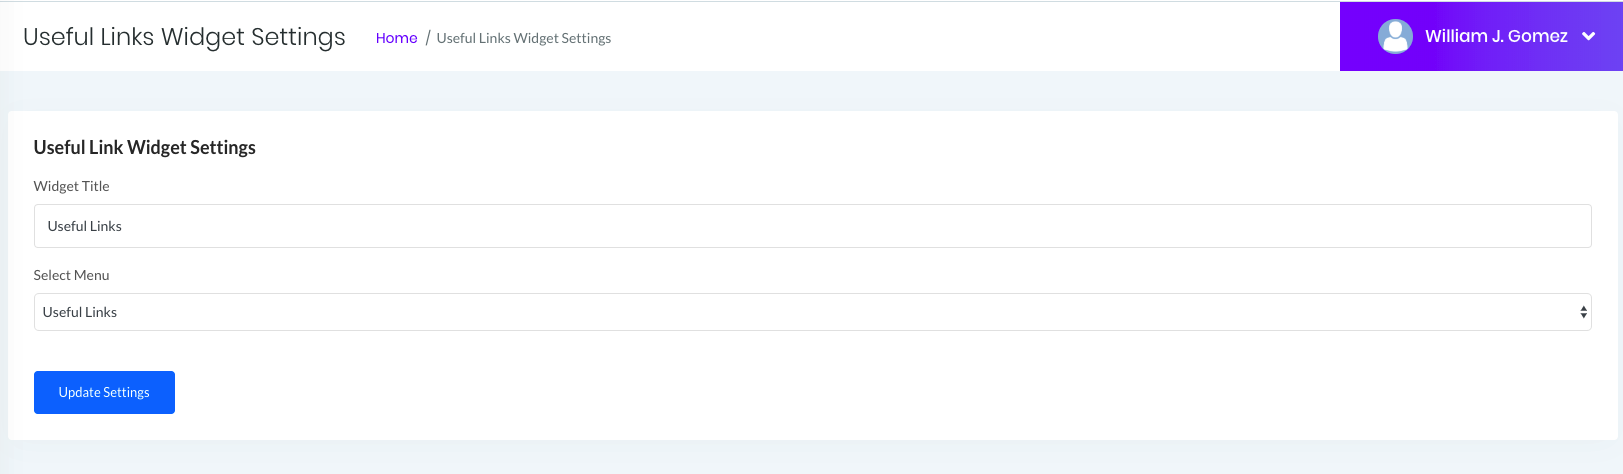 Useful Links Widget Settings Home / Useful Links Widget Settings William J. Gomez
Useful Link Widget Settings
Widget Title
Useful Links
Select Menu
Useful Links
Update Settings